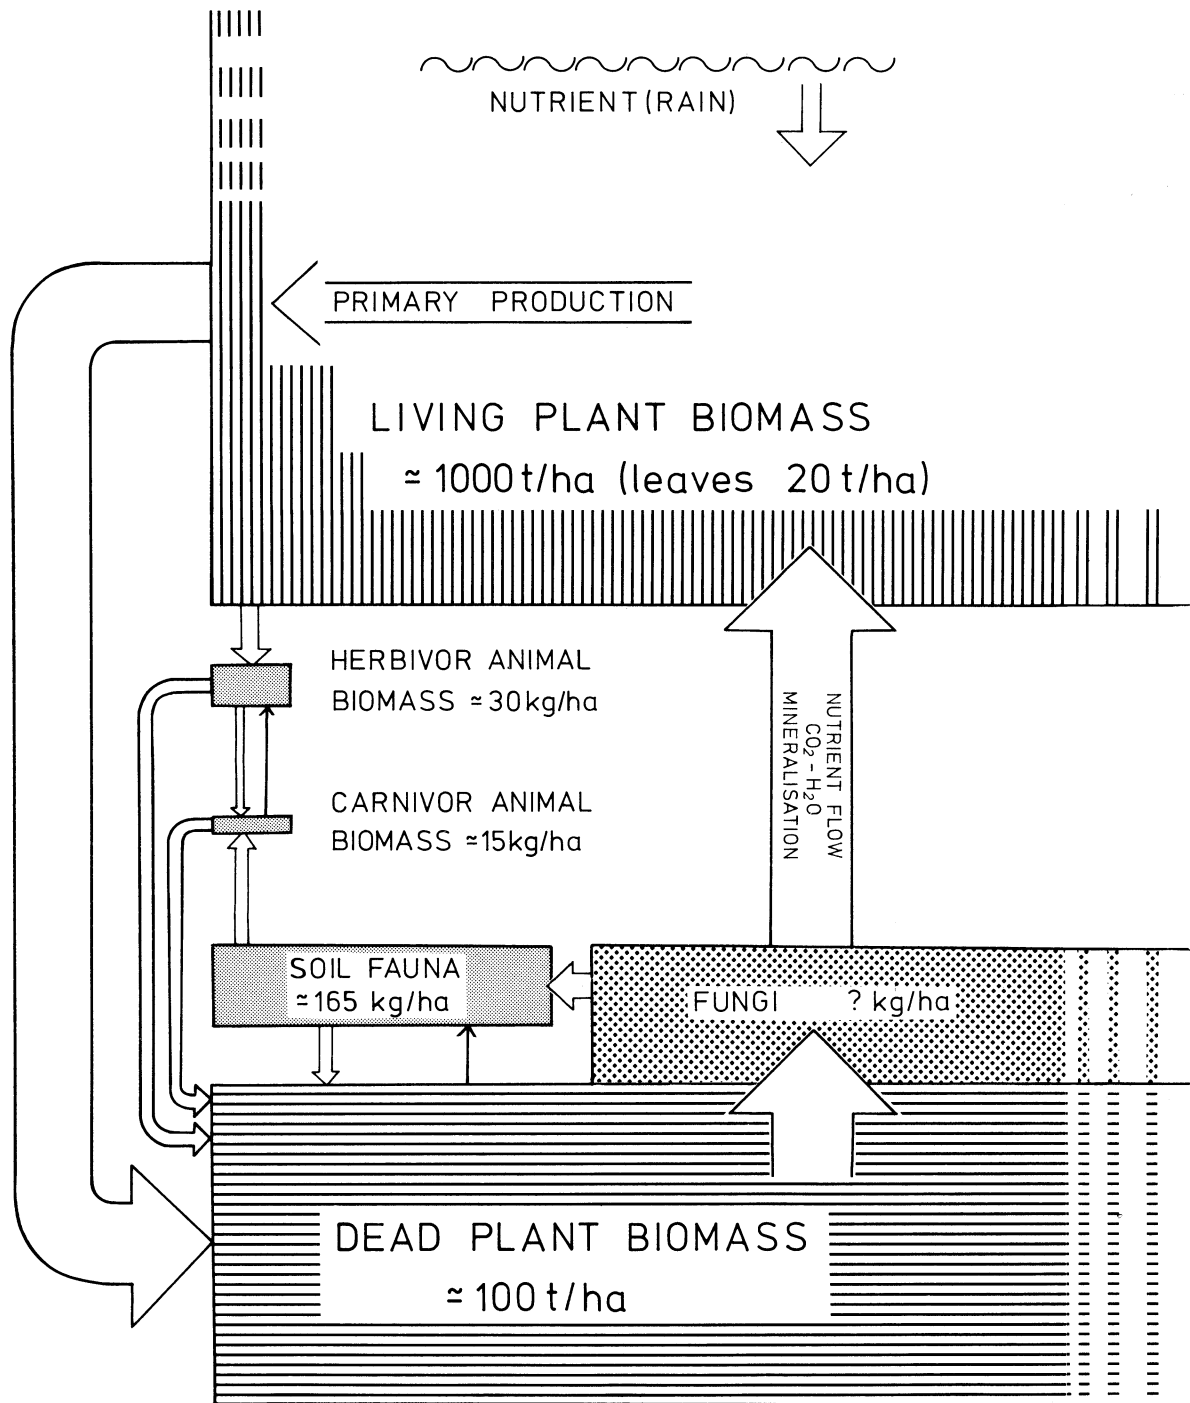 NUTRIENT (RAIN)
PRIMARY PRODUCTION
LIVING PLANT BIOMASS
≃ 1000 t/ha (leaves 20 t/ha)
HERBIVOR ANIMAL
BIOMASS ≃ 30 kg/ha
NUTRIENT FLOW
CO₂ – H₂O
MINERALISATION
CARNIVOR ANIMAL
BIOMASS ≃ 15 kg/ha
SOIL FAUNA
≃ 165 kg/ha
FUNGI ? kg/ha
DEAD PLANT BIOMASS
≃ 100 t/ha